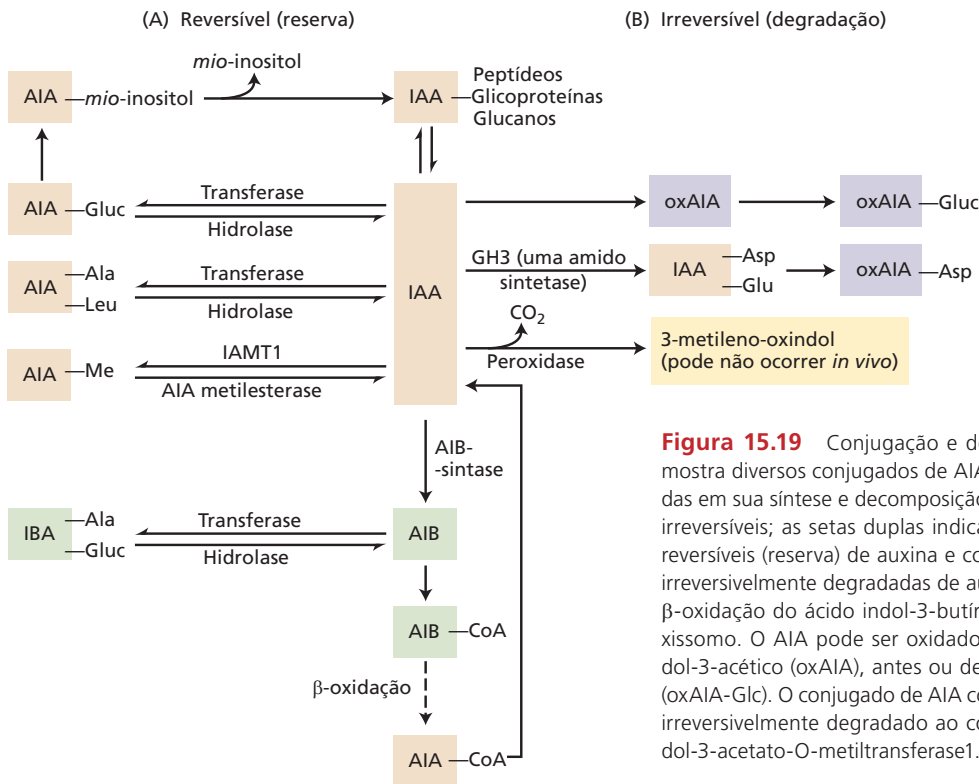 (A) Reversível (reserva)
(B) Irreversível (degradação)
mio-inositol
AIA —mio-inositol
IAA
Peptídeos
Glicoproteínas
Glucanos
AIA —Gluc
Transferase
Hidrolase
IAA
oxAIA
oxAIA —Gluc
AIA
—Ala
—Leu
Transferase
Hidrolase
GH3 (uma amido
sintetase)
IAA
—Asp
—Glu
oxAIA —Asp
AIA —Me
IAMT1
AIA metilesterase
CO2
Peroxidase
3-metileno-oxindol
(pode não ocorrer in vivo)
AIB-
-sintase
IBA
—Ala
—Gluc
Transferase
Hidrolase
AIB
AIB —CoA
β-oxidação
AIA —CoA
Figura 15.19 Conjugação e de
mostra diversos conjugados de AIA
das em sua síntese e decomposição
irreversíveis; as setas duplas indica
reversíveis (reserva) de auxina e co
irreversivelmente degradadas de au
β-oxidação do ácido indol-3-butír
xissomo. O AIA pode ser oxidado
dol-3-acético (oxAIA), antes ou de
(oxAIA-Glc). O conjugado de AIA co
irreversivelmente degradado ao co
dol-3-acetato-O-metiltransferase1.